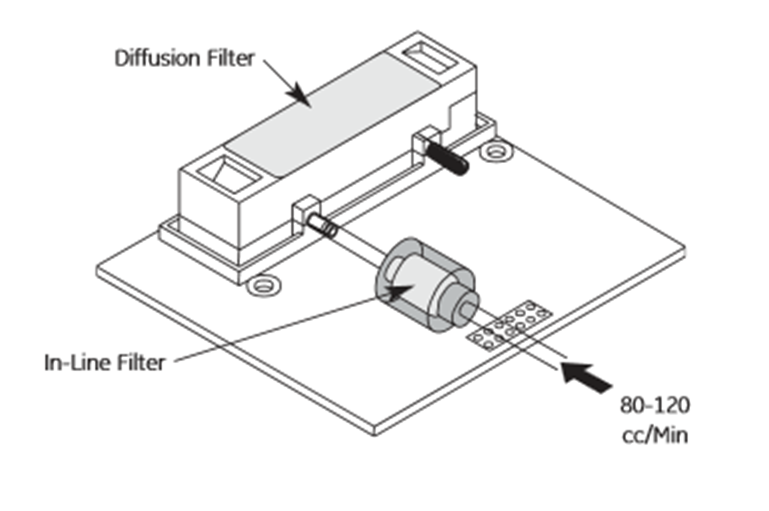 Diffusion Filter
In-Line Filter
80-120
cc/Min